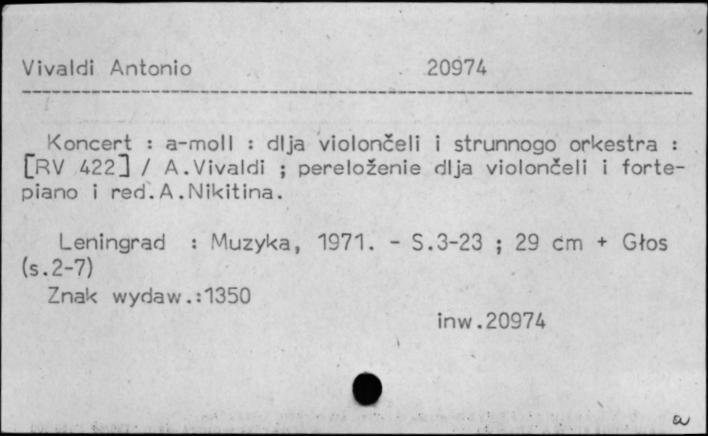 Vivaldi Antonio 20974
Koncert : a-moll : dlja violončeli i strunnogo orkestra :
[RV 422] / A.Vivaldi ; pereloženie dlja violončeli i forte-
piano i red.A.Nikitina.
Leningrad : Muzyka, 1971. - S.3-23 ; 29 cm + Głos
(s.2-7)
Znak wydaw.:1350
inw.20974